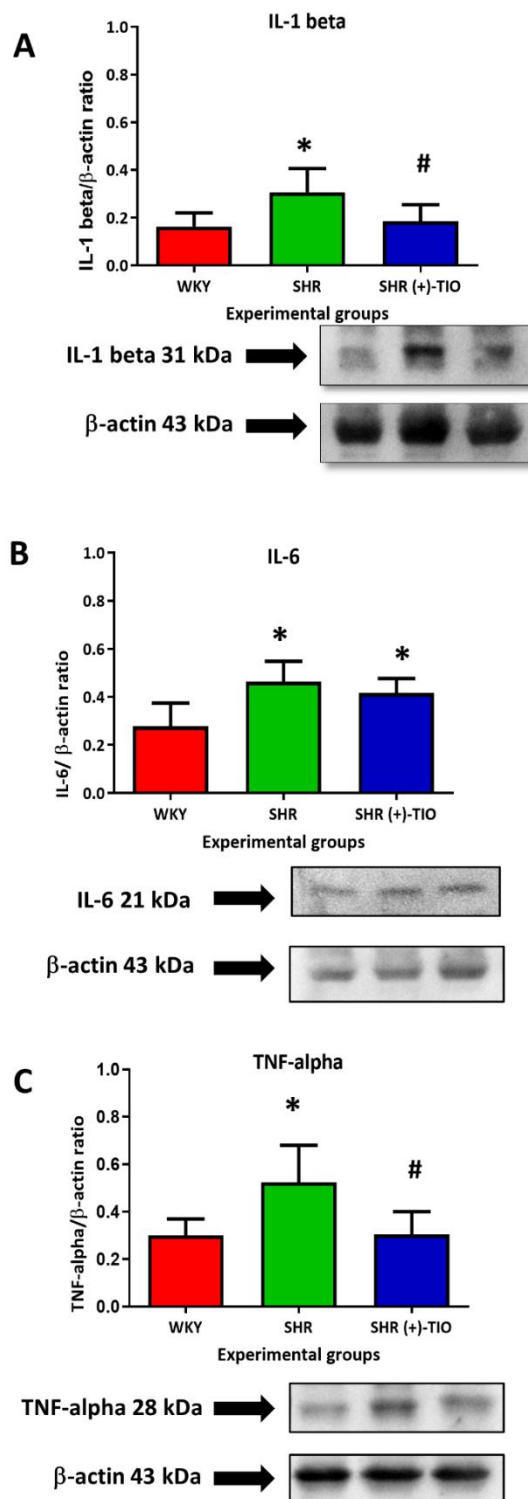 A
IL-1 beta
IL-1 beta/β-actin ratio
1.0
0.8
0.6
0.4
0.2
0.0
*
#
WKY SHR SHR (+)-TIO
Experimental groups
IL-1 beta 31 kDa
β-actin 43 kDa
B
IL-6
IL-6/ β-actin ratio
1.0
0.8
0.6
0.4
0.2
0.0
*
*
WKY SHR SHR (+)-TIO
Experimental groups
IL-6 21 kDa
β-actin 43 kDa
C
TNF-alpha
TNF-alpha/β-actin ratio
1.0
0.8
0.6
0.4
0.2
0.0
*
#
WKY SHR SHR (+)-TIO
Experimental groups
TNF-alpha 28 kDa
β-actin 43 kDa